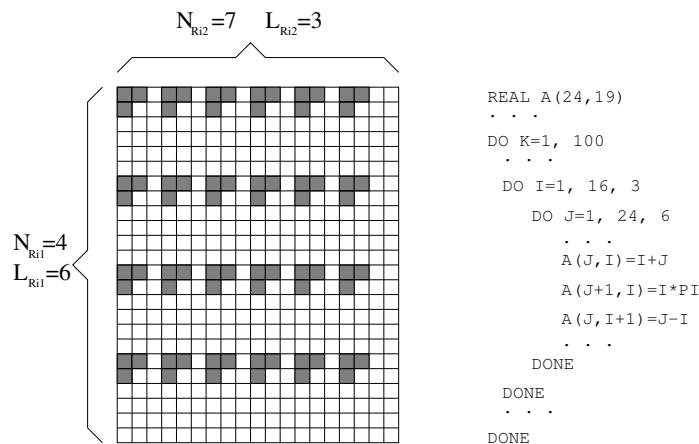 N_Ri2=7 L_Ri2=3
N_Ri1=4
L_Ri1=6
REAL A(24,19)
. . .
DO K=1, 100
. . .
DO I=1, 16, 3
DO J=1, 24, 6
. . .
A(J,I)=I+J
A(J+1,I)=I*PI
A(J,I+1)=J-I
. . .
DONE
DONE
. . .
DONE